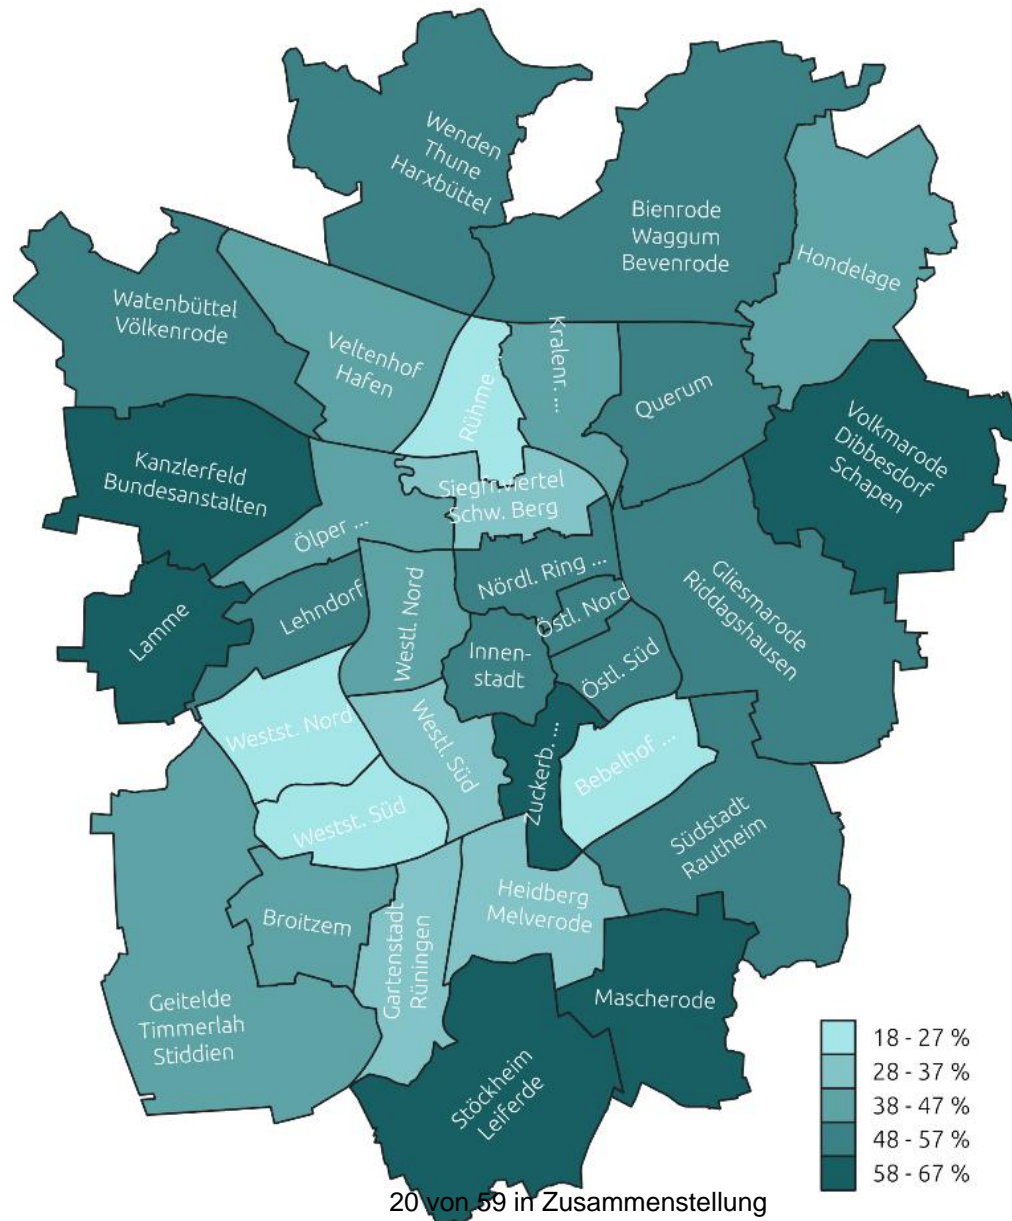 Wenden
Thune
Harxbüttel
Bienrode
Waggum
Bevenrode
Hondelage
Watenbüttel
Völkenrode
Veltenhof
Hafen
Rühme ...
Kralenr. ...
Querum
Volkmarode
Dibbesdorf
Schapen
Kanzlerfeld
Bundesanstalten
Ölper ...
Siegfr.viertel
Schw. Berg
Lamme
Lehndorf
Westl. Nord
Nördl. Ring ...
Östl. Nord
Gliesmarode
Riddagshausen
Innen-
stadt
Östl. Süd
Westst. Nord
Westl. Süd
Zuckerb. ...
Bebelhof ...
Westst. Süd
Südstadt
Rautheim
Broitzem
Gartenstadt
Rüningen
Heidberg
Melverode
Geitelde
Timmerlah
Stiddien
Mascherode
Stöckheim
Leiferde
18 - 27 %
28 - 37 %
38 - 47 %
48 - 57 %
58 - 67 %
20 von 59 in Zusammenstellung